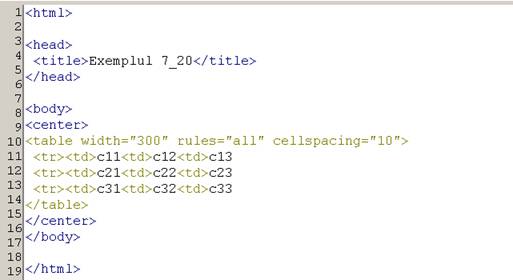 1 <html>
2
3 <head>
4  <title>Exemplul 7_20</title>
5 </head>
6
7 <body>
8
9 <center>
10 <table width="300" rules="all" cellspacing="10">
11  <tr><td>c11<td>c12<td>c13
12  <tr><td>c21<td>c22<td>c23
13  <tr><td>c31<td>c32<td>c33
14 </table>
15 </center>
16 </body>
17
18
19 </html>